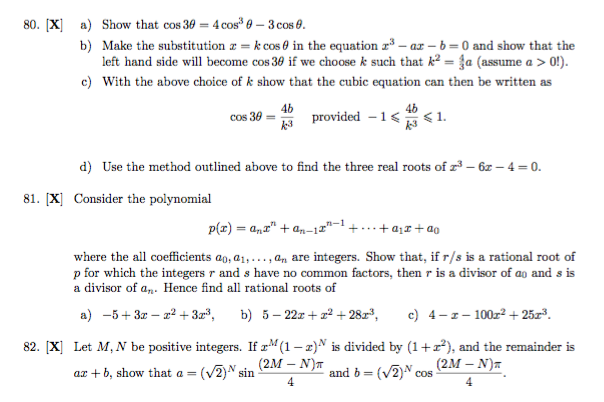 80. [X] a) Show that cos 3θ = 4 cos³ θ – 3 cos θ.
b) Make the substitution x = k cos θ in the equation x³ – ax – b = 0 and show that the
left hand side will become cos 3θ if we choose k such that k² = 4/3 a (assume a > 0!).
c) With the above choice of k show that the cubic equation can then be written as
cos 3θ = 4b/k³ provided –1 ⩽ 4b/k³ ⩽ 1.
d) Use the method outlined above to find the three real roots of x³ – 6x – 4 = 0.
81. [X] Consider the polynomial
p(x) = aₙxⁿ + aₙ₋₁xⁿ⁻¹ + ··· + a₁x + a₀
where the all coefficients a₀, a₁, . . . , aₙ are integers. Show that, if r/s is a rational root of
p for which the integers r and s have no common factors, then r is a divisor of a₀ and s is
a divisor of aₙ. Hence find all rational roots of
a) –5 + 3x – x² + 3x³, b) 5 – 22x + x² + 28x³, c) 4 – x – 100x² + 25x³.
82. [X] Let M, N be positive integers. If x^M (1 – x)^N is divided by (1 + x²), and the remainder is
ax + b, show that a = (√2)^N sin (2M – N)π/4 and b = (√2)^N cos (2M – N)π/4.